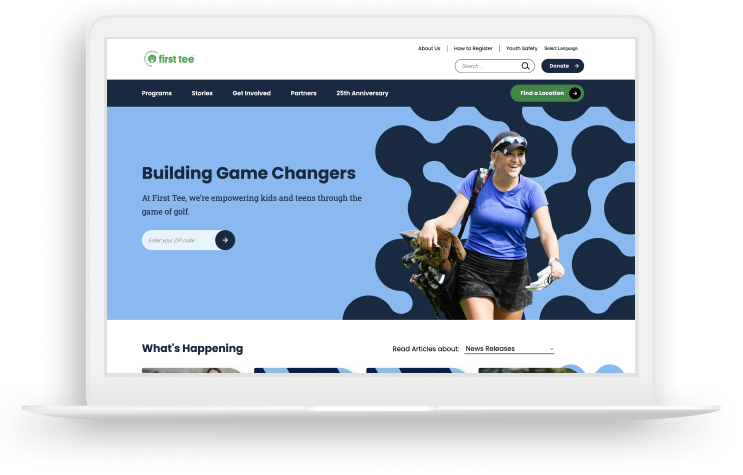 About Us
How to Register
Youth Safety
Select Language
first tee
Search ...
Donate
Programs
Stories
Get Involved
Partners
25th Anniversary
Find a Location
Building Game Changers
At First Tee, we're empowering kids and teens through the
game of golf.
Enter your ZIP code
What's Happening
Read Articles about:
News Releases